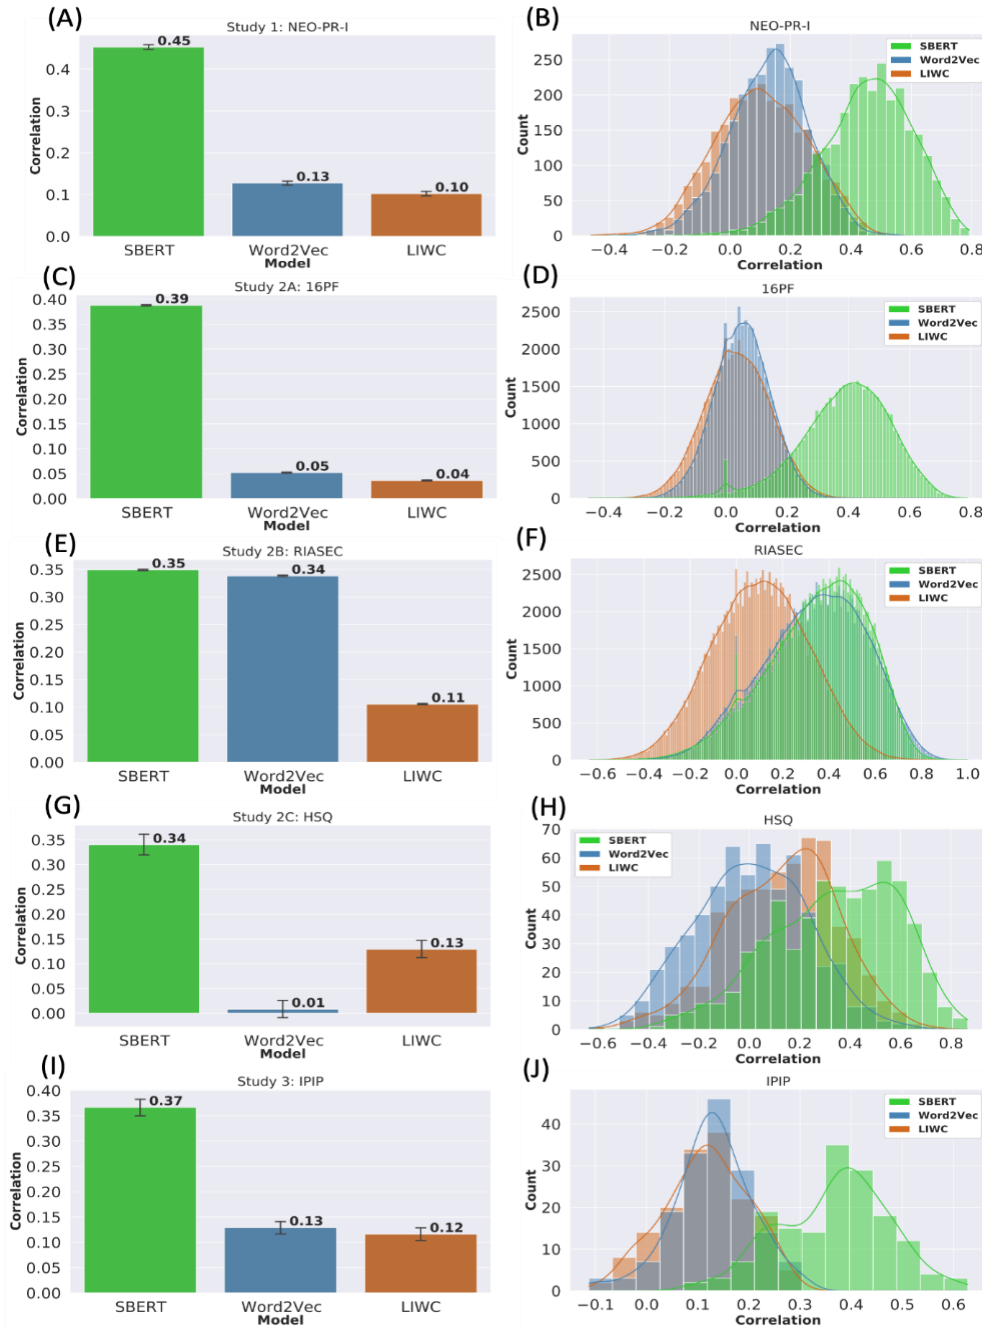 (A)
Study 1: NEO-PR-I
Correlation
0.4
0.3
0.2
0.1
0.0
0.45
0.13
0.10
SBERT
Word2Vec
LIWC
Model
(B)
NEO-PR-I
SBERT
Word2Vec
LIWC
Count
250
200
150
100
50
0
−0.4
−0.2
0.0
0.2
0.4
0.6
0.8
Correlation
(C)
Study 2A: 16PF
Correlation
0.40
0.35
0.30
0.25
0.20
0.15
0.10
0.05
0.00
0.39
0.05
0.04
SBERT
Word2Vec
LIWC
Model
(D)
16PF
SBERT
Word2Vec
LIWC
Count
2500
2000
1500
1000
500
0
−0.4
−0.2
0.0
0.2
0.4
0.6
0.8
Correlation
(E)
Study 2B: RIASEC
Correlation
0.35
0.30
0.25
0.20
0.15
0.10
0.05
0.00
0.35
0.34
0.11
SBERT
Word2Vec
LIWC
Model
(F)
RIASEC
SBERT
Word2Vec
LIWC
Count
2500
2000
1500
1000
500
0
−0.6
−0.4
−0.2
0.0
0.2
0.4
0.6
0.8
1.0
Correlation
(G)
Study 2C: HSQ
Correlation
0.35
0.30
0.25
0.20
0.15
0.10
0.05
0.00
0.34
0.01
0.13
SBERT
Word2Vec
LIWC
Model
(H)
HSQ
SBERT
Word2Vec
LIWC
Count
70
60
50
40
30
20
10
0
−0.6
−0.4
−0.2
0.0
0.2
0.4
0.6
0.8
Correlation
(I)
Study 3: IPIP
Correlation
0.40
0.35
0.30
0.25
0.20
0.15
0.10
0.05
0.00
0.37
0.13
0.12
SBERT
Word2Vec
LIWC
Model
(J)
IPIP
SBERT
Word2Vec
LIWC
Count
40
30
20
10
0
−0.1
0.0
0.1
0.2
0.3
0.4
0.5
0.6
Correlation